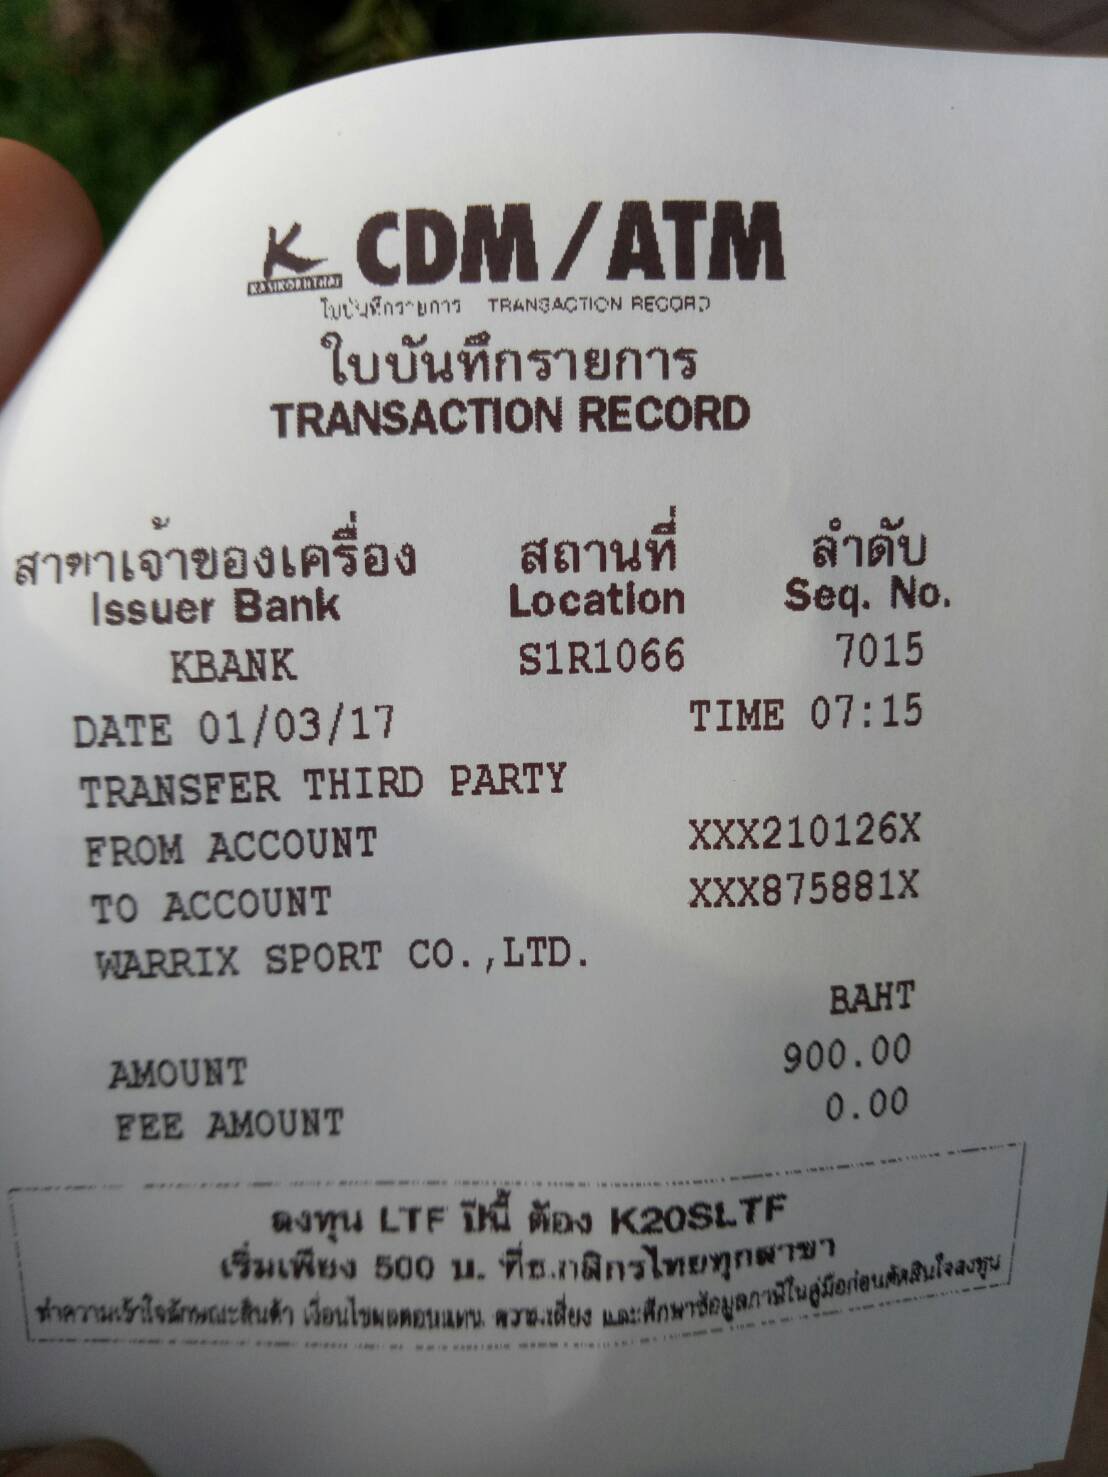 K CDM/ATM
KASIKORNTHAI
ใบบันทึกรายการ TRANSACTION RECORD
ใบบันทึกรายการ
TRANSACTION RECORD
สาขาเจ้าของเครื่อง สถานที่ ลำดับ
Issuer Bank Location Seq. No.
KBANK S1R1066 7015
DATE 01/03/17 TIME 07:15
TRANSFER THIRD PARTY
FROM ACCOUNT XXX210126X
TO ACCOUNT XXX875881X
WARRIX SPORT CO.,LTD.
BAHT
AMOUNT 900.00
FEE AMOUNT 0.00
ลงทุน LTF ปีนี้ ต้อง K20SLTF
เริ่มเพียง 500 บ. ที่ธ.กสิกรไทยทุกสาขา
ทำความเข้าใจลักษณะสินค้า เงื่อนไขผลตอบแทน ความเสี่ยง และศึกษาข้อมูลภาษีในคู่มือก่อนตัดสินใจลงทุน